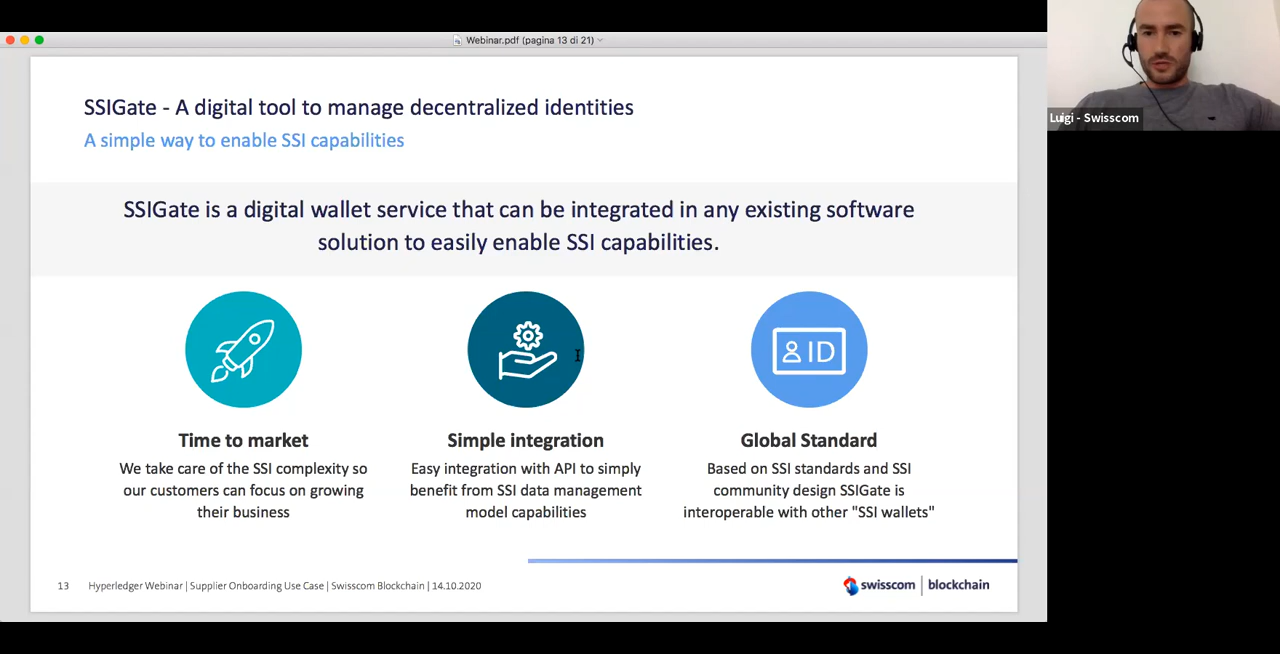 Webinar.pdf (pagina 13 di 21)
Luigi - Swisscom
SSIGate - A digital tool to manage decentralized identities
A simple way to enable SSI capabilities
SSIGate is a digital wallet service that can be integrated in any existing software
solution to easily enable SSI capabilities.
ID
Time to market
We take care of the SSI complexity so
our customers can focus on growing
their business
Simple integration
Easy integration with API to simply
benefit from SSI data management
model capabilities
Global Standard
Based on SSI standards and SSI
community design SSIGate is
interoperable with other "SSI wallets"
13 Hyperledger Webinar | Supplier Onboarding Use Case | Swisscom Blockchain | 14.10.2020
swisscom | blockchain